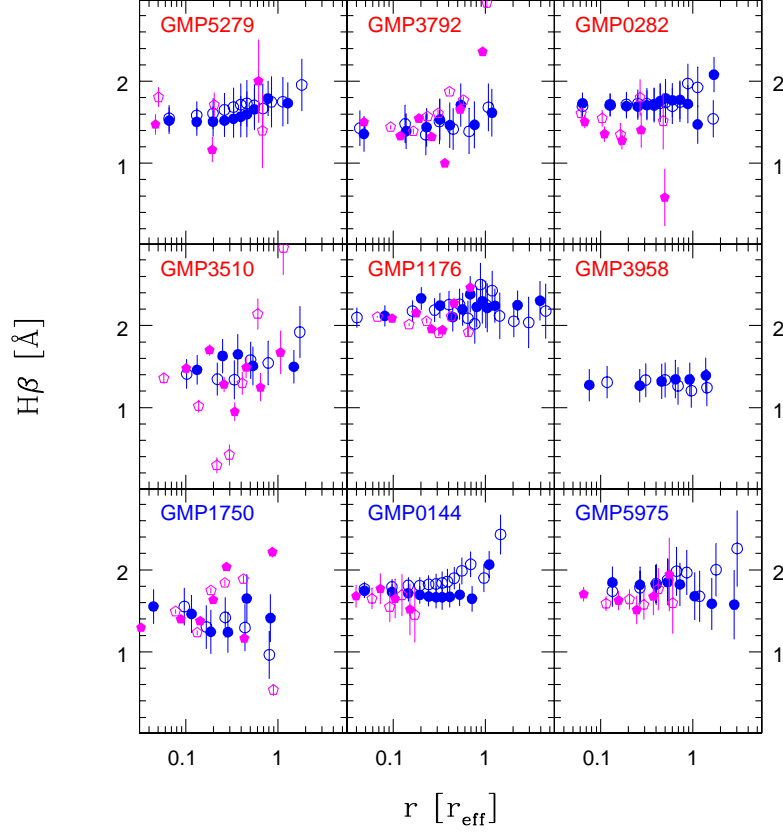 GMP5279 GMP3792 GMP0282
2 2
1 1
GMP3510 GMP1176 GMP3958
2 2
1 1
GMP1750 GMP0144 GMP5975
2 2
1 1
0.1 1 0.1 1 0.1 1
Hβ [Å]
r [r_eff]